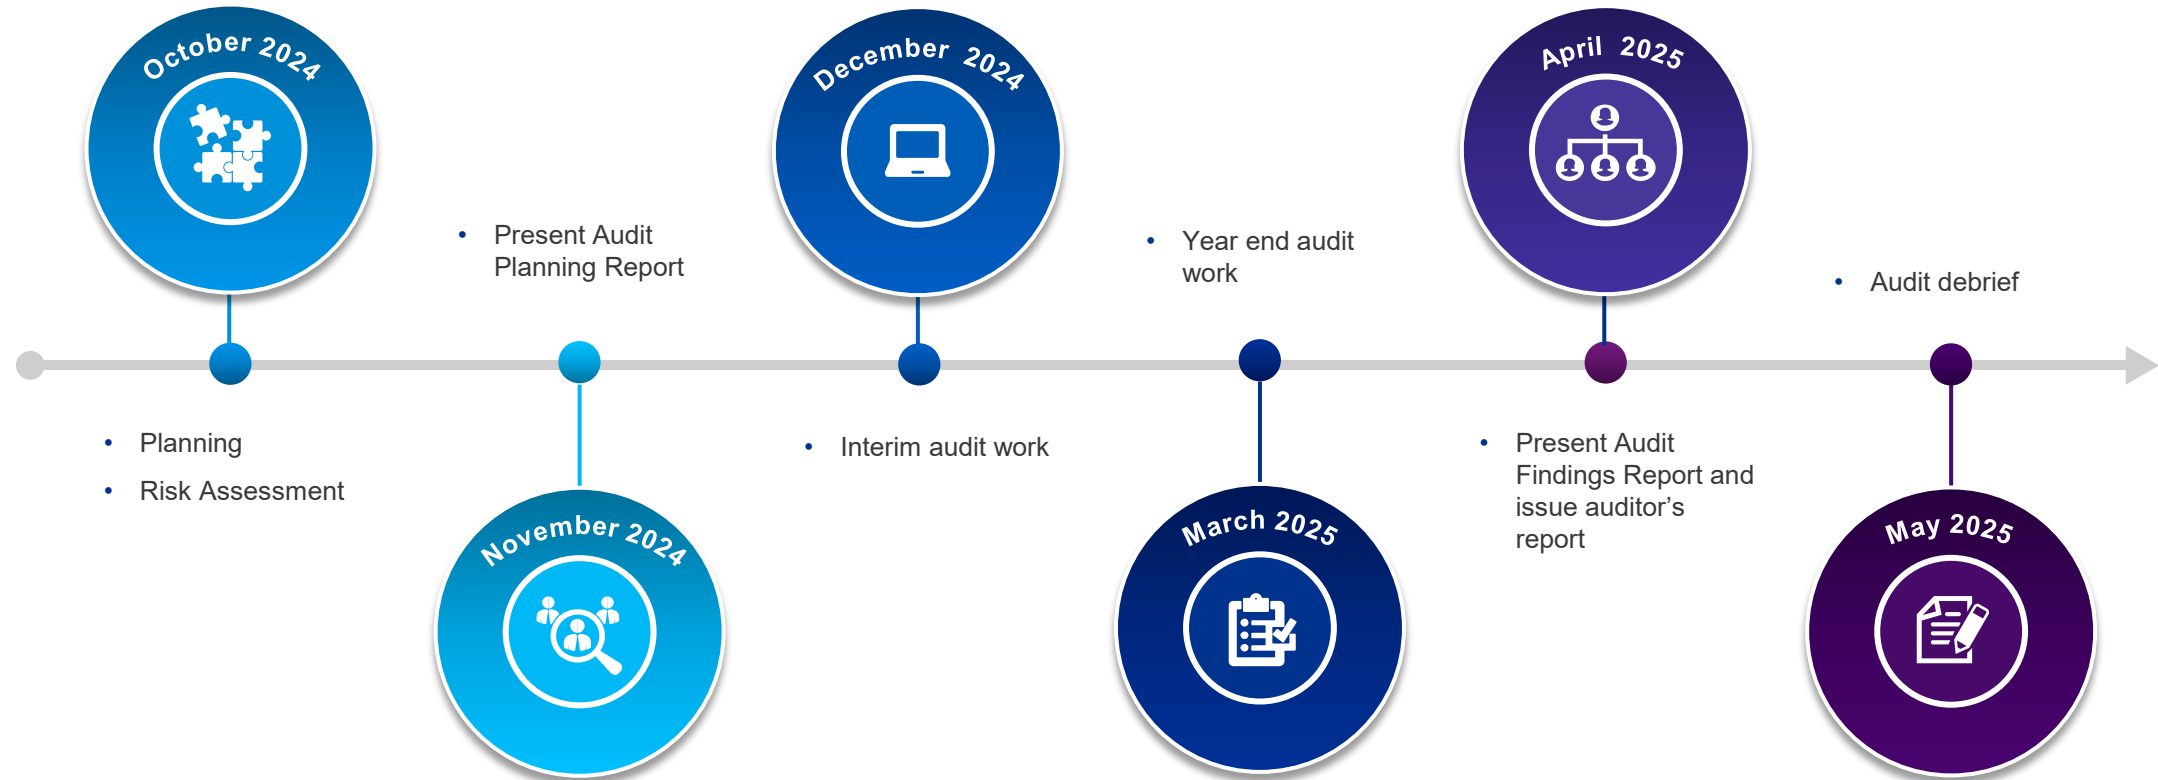 October 2024
• Planning
• Risk Assessment
• Present Audit
Planning Report
November 2024
December 2024
• Interim audit work
• Year end audit
work
March 2025
April 2025
• Present Audit
Findings Report and
issue auditor’s
report
• Audit debrief
May 2025